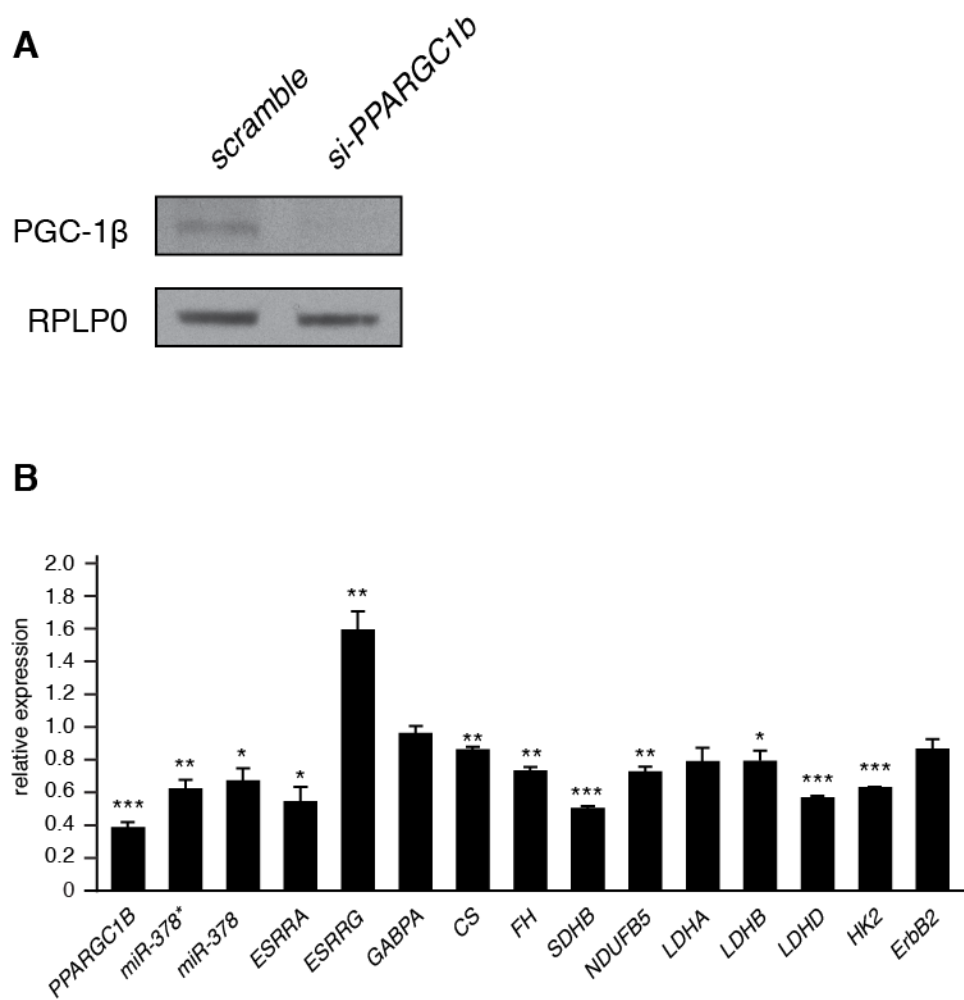 A
scramble
si-PPARGC1b
PGC-1β
RPLP0
B
relative expression
2.0
1.8
1.6
1.4
1.2
1.0
0.8
0.6
0.4
0.2
0
***
**
*
*
**
**
**
***
**
*
***
***
PPARGC1B
miR-378*
miR-378
ESRRA
ESRRG
GABPA
CS
FH
SDHB
NDUFB5
LDHA
LDHB
LDHD
HK2
ErbB2